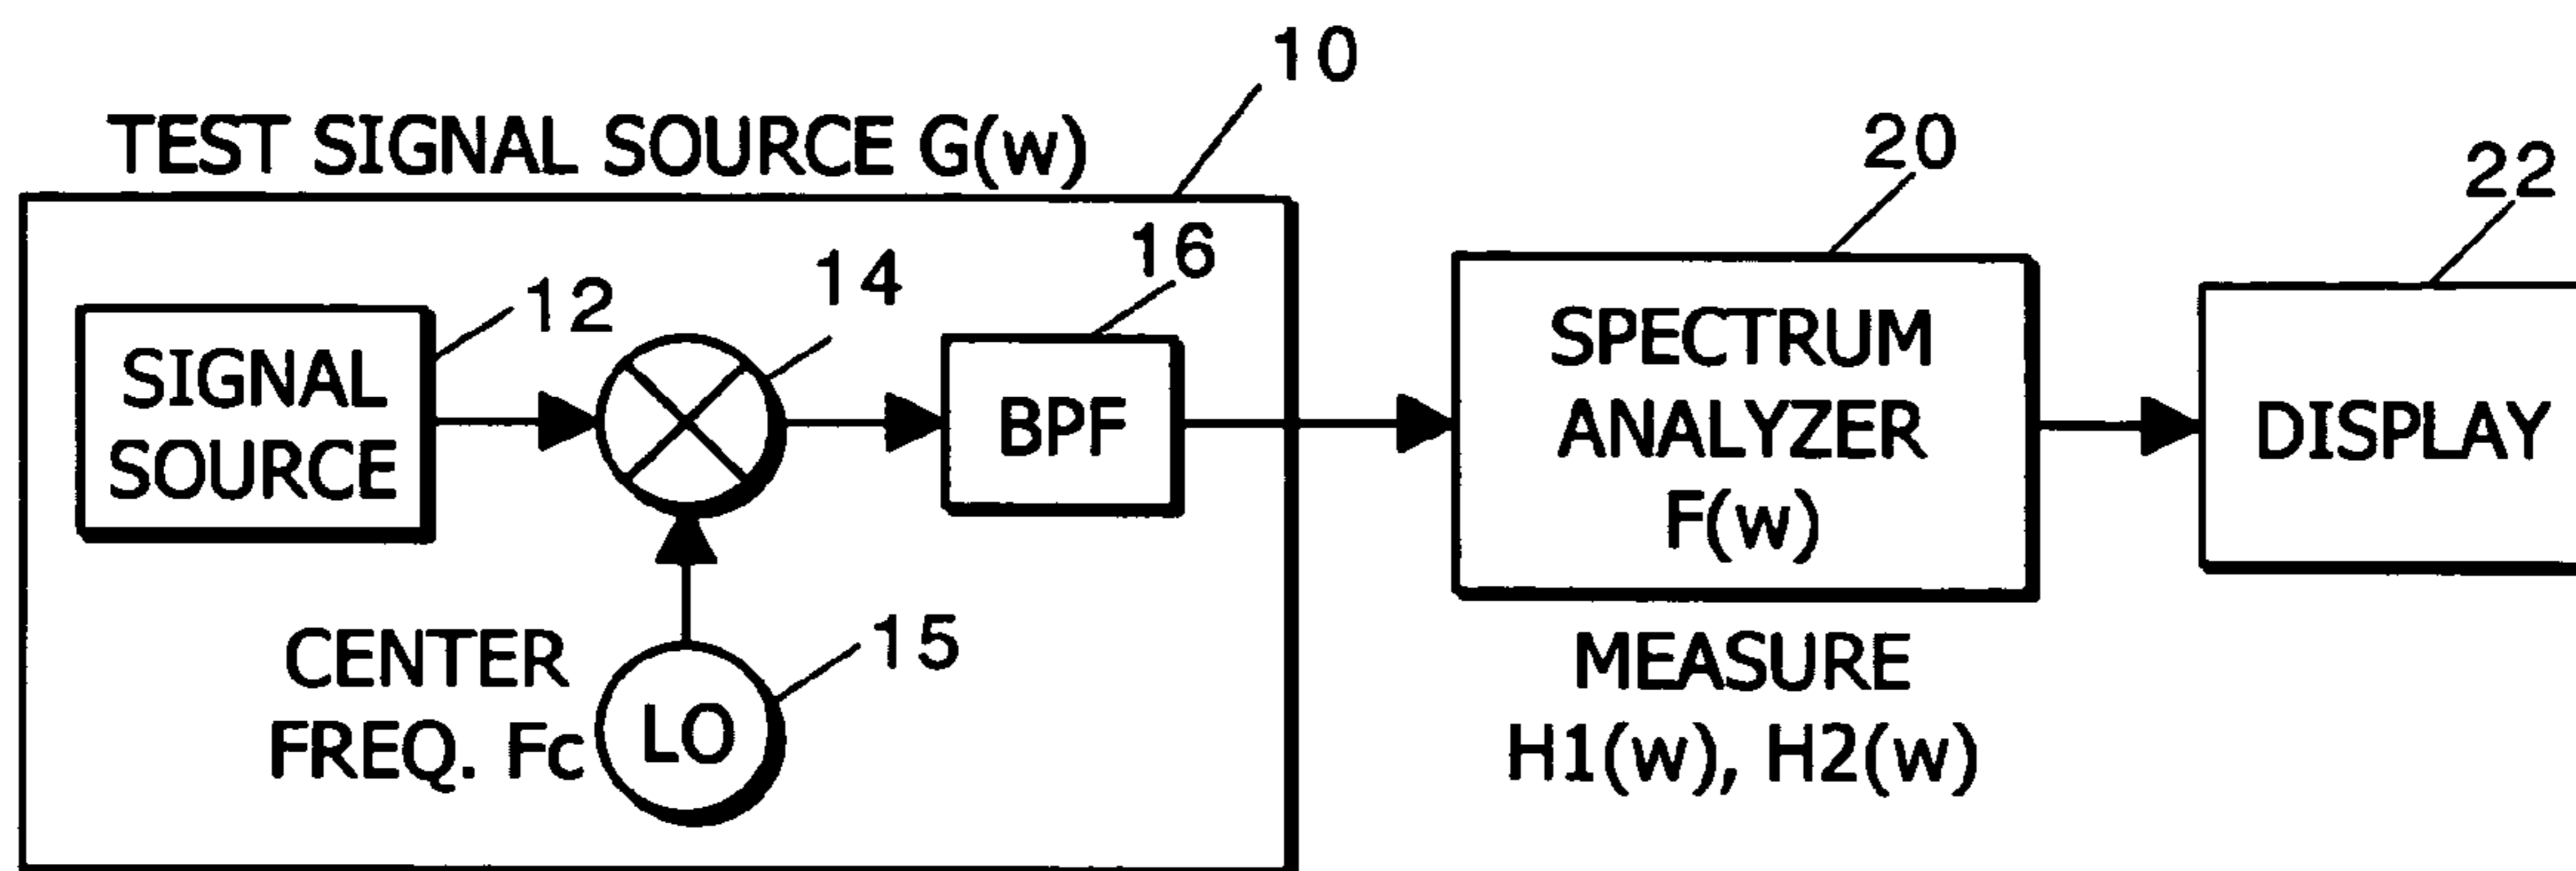 10
TEST SIGNAL SOURCE G(w)
20
22
12
14
16
SIGNAL
SOURCE
BPF
SPECTRUM
ANALYZER
F(w)
DISPLAY
CENTER
FREQ. Fc
LO
15
MEASURE
H1(w), H2(w)